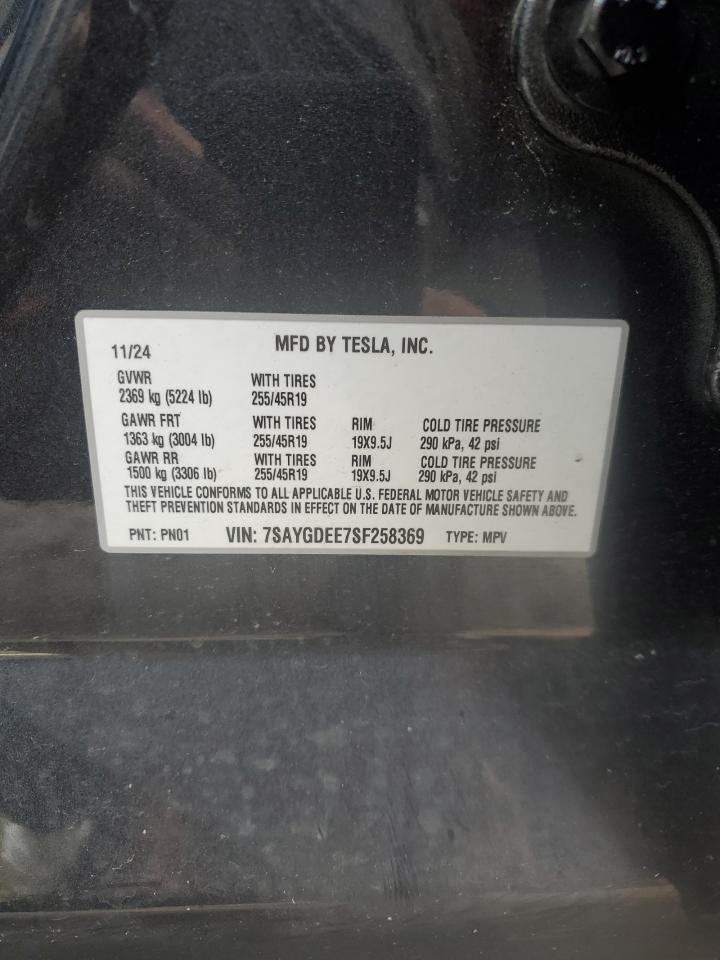 11/24 MFD BY TESLA, INC.
GVWR WITH TIRES
2369 kg (5224 lb) 255/45R19
GAWR FRT WITH TIRES RIM COLD TIRE PRESSURE
1363 kg (3004 lb) 255/45R19 19X9.5J 290 kPa, 42 psi
GAWR RR WITH TIRES RIM COLD TIRE PRESSURE
1500 kg (3306 lb) 255/45R19 19X9.5J 290 kPa, 42 psi
THIS VEHICLE CONFORMS TO ALL APPLICABLE U.S. FEDERAL MOTOR VEHICLE SAFETY AND
THEFT PREVENTION STANDARDS IN EFFECT ON THE DATE OF MANUFACTURE SHOWN ABOVE.
PNT: PN01 VIN: 7SAYGDEE7SF258369 TYPE: MPV